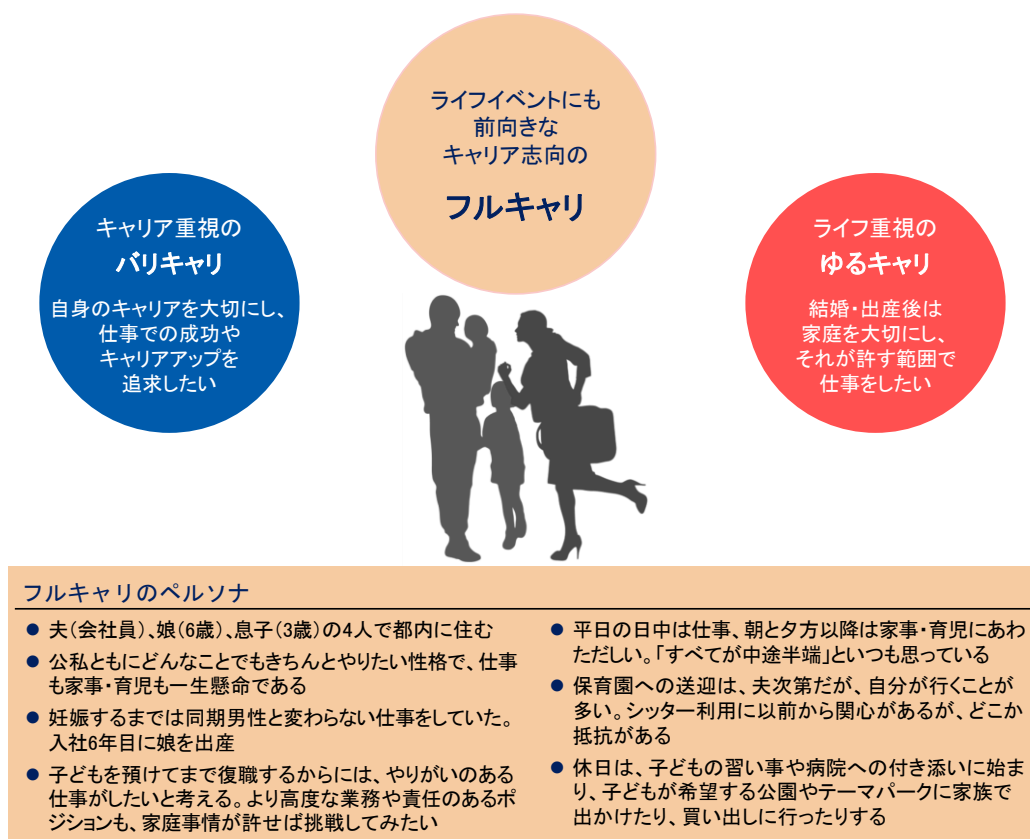 ライフイベントにも
前向きな
キャリア志向の
フルキャリ
キャリア重視の
バリキャリ
自身のキャリアを大切にし、
仕事での成功や
キャリアアップを
追求したい
ライフ重視の
ゆるキャリ
結婚・出産後は
家庭を大切にし、
それが許す範囲で
仕事をしたい
フルキャリのペルソナ
● 夫（会社員）、娘（6歳）、息子（3歳）の4人で都内に住む
● 公私ともにどんなことでもきちんとやりたい性格で、仕事
も家事・育児も一生懸命である
● 妊娠するまでは同期男性と変わらない仕事をしていた。
入社6年目に娘を出産
● 子どもを預けてまで復職するからには、やりがいのある
仕事がしたいと考える。より高度な業務や責任のあるポ
ジションも、家庭事情が許せば挑戦してみたい
● 平日の日中は仕事、朝と夕方以降は家事・育児にあわ
ただしい。「すべてが中途半端」といつも思っている
● 保育園への送迎は、夫次第だが、自分が行くことが
多い。シッター利用に以前から関心があるが、どこか
抵抗がある
● 休日は、子どもの習い事や病院への付き添いに始ま
り、子どもが希望する公園やテーマパークに家族で
出かけたり、買い出しに行ったりする